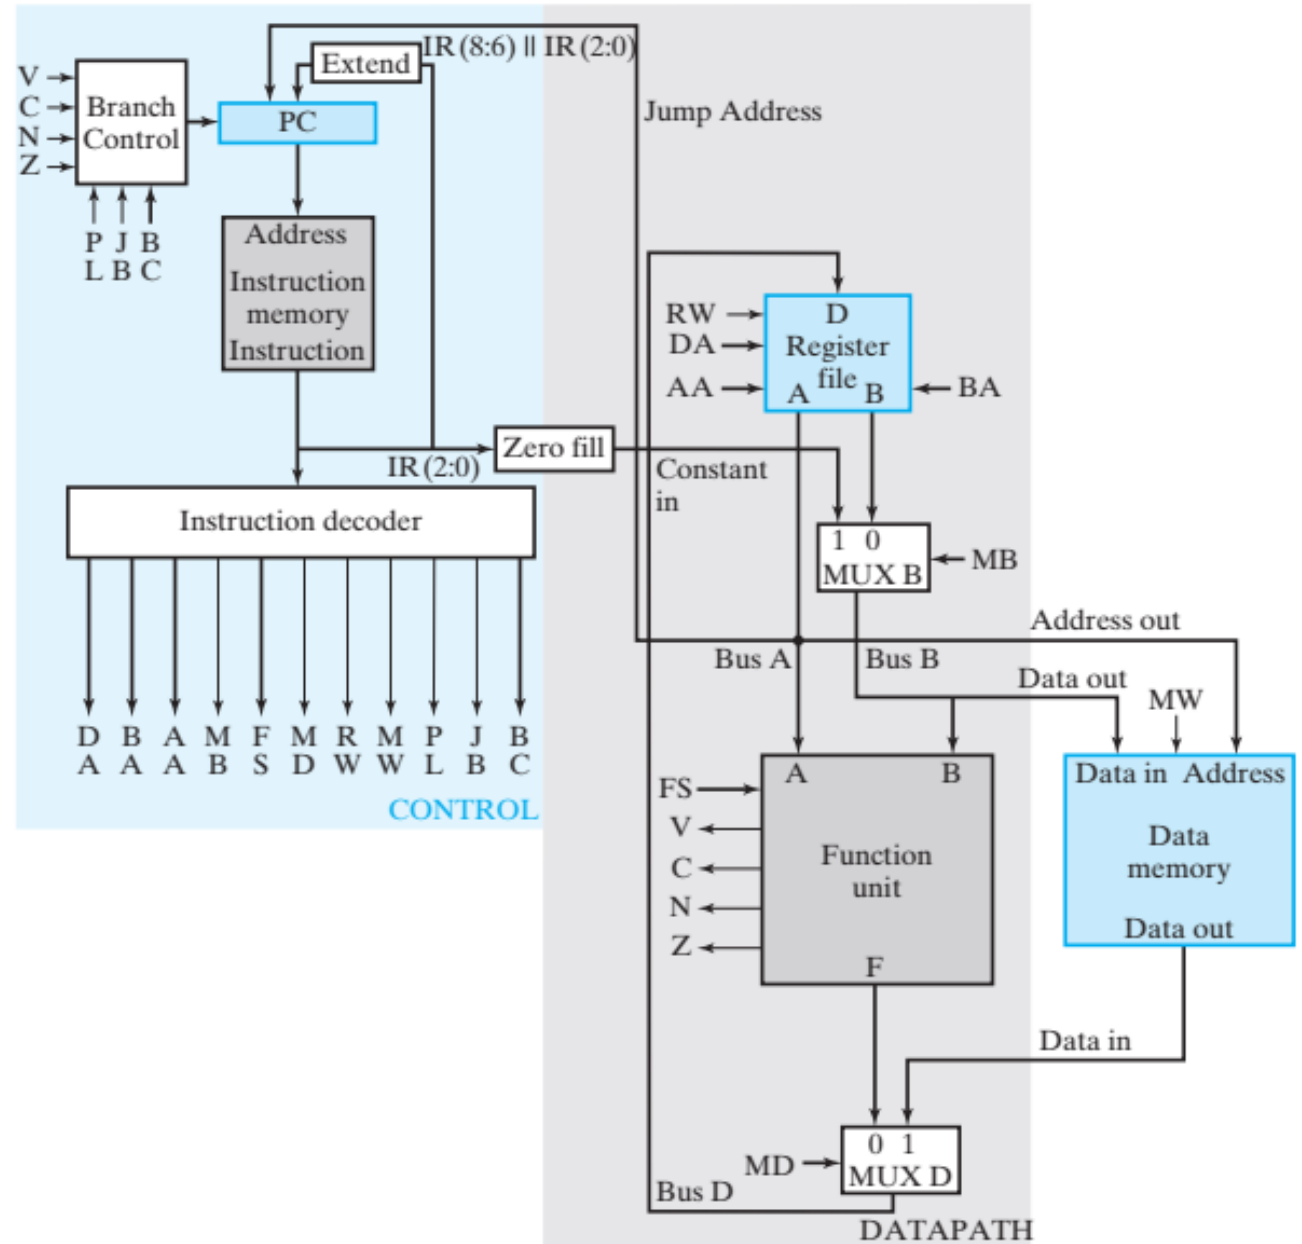 IR (8:6) || IR (2:0)
Extend
V
C
N
Z
Branch
Control
PC
Jump Address
P J B
L B C
Address
Instruction
memory
Instruction
RW
DA
AA
D
Register
file
A B
BA
IR (2:0)
Zero fill
Constant
in
Instruction decoder
1 0
MUX B
MB
Address out
Bus A
Bus B
Data out
MW
D B A M F M R M P J B
A A A B S D W W L B C
CONTROL
FS
V
C
N
Z
A B
Function
unit
F
Data in Address
Data
memory
Data out
Data in
MD
0 1
MUX D
Bus D
DATAPATH